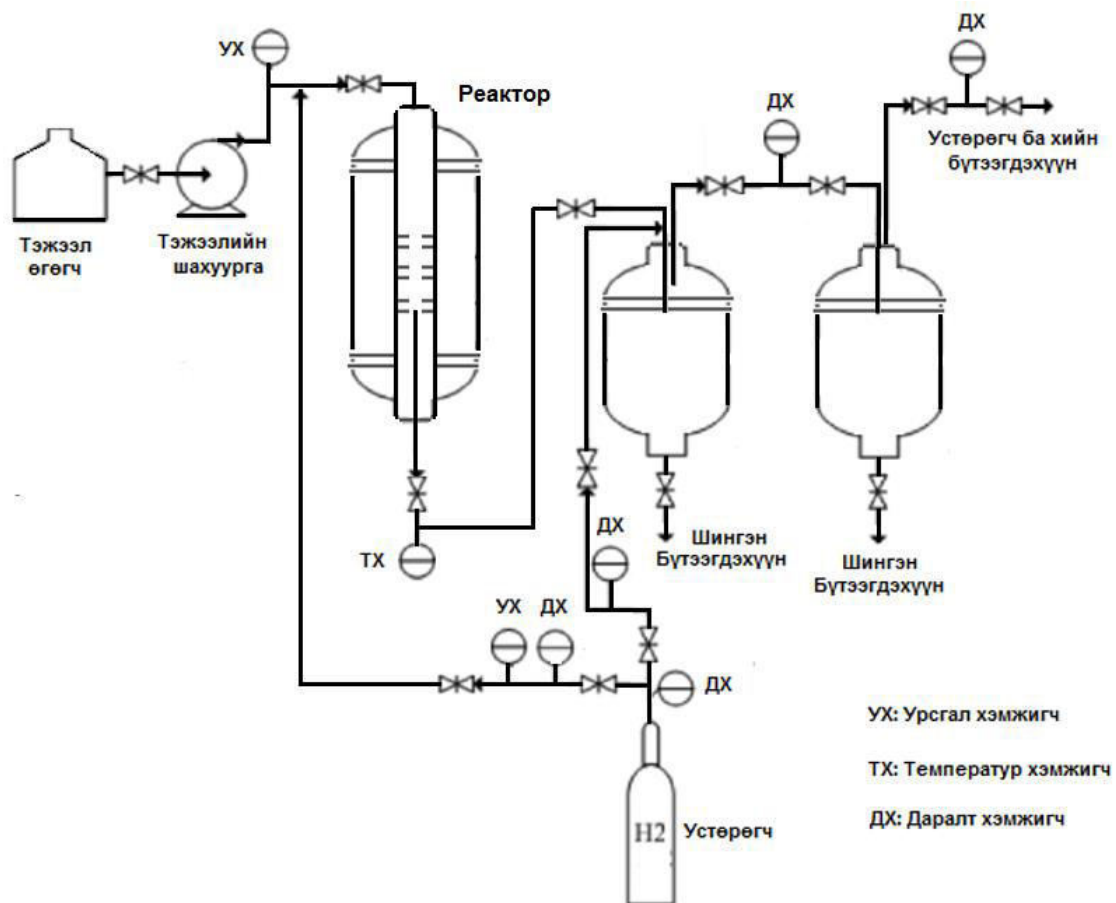 ДХ
УХ
Реактор
ДХ
Устөрөгч ба хийн
бүтээгдэхүүн
Тэжээл
өгөгч
Тэжээлийн
шахуурга
ДХ
Шингэн
Бүтээгдэхүүн
Шингэн
Бүтээгдэхүүн
ТХ
УХ
ДХ
ДХ
УХ: Урсгал хэмжигч
ТХ: Температур хэмжигч
ДХ: Даралт хэмжигч
H2
Устөрөгч